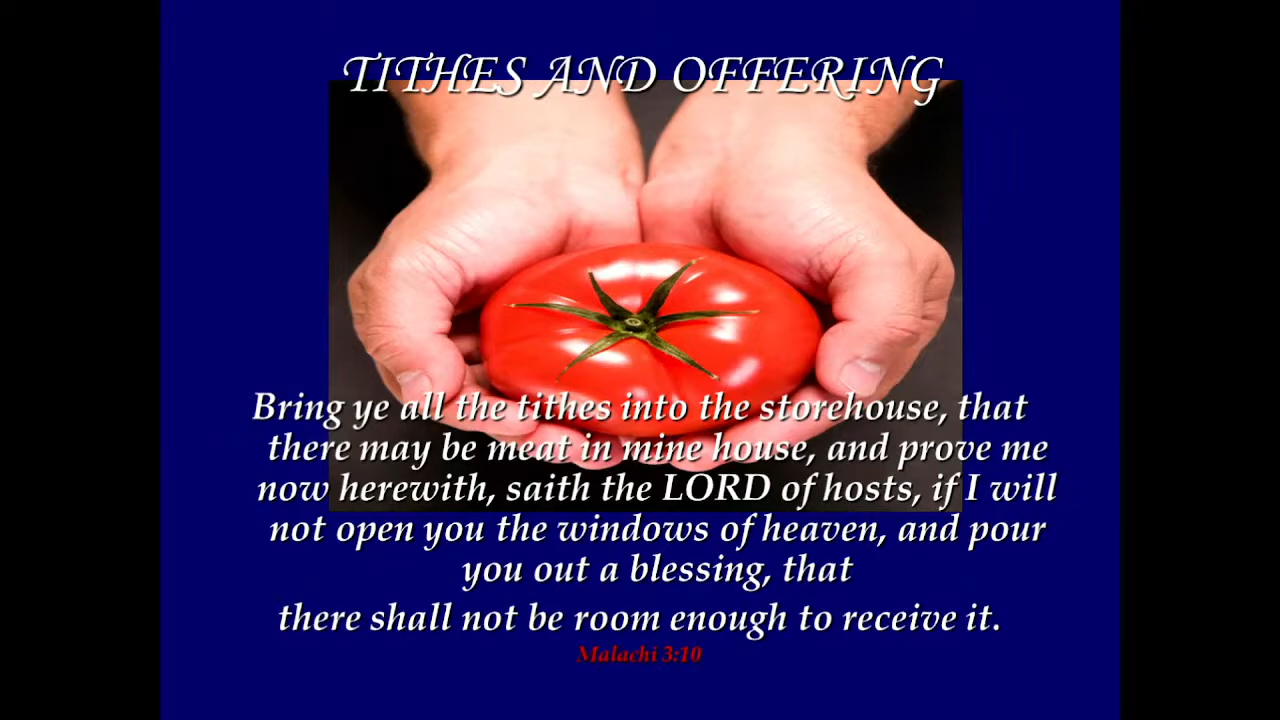 TITHES AND OFFERING
Bring ye all the tithes into the storehouse, that
there may be meat in mine house, and prove me
now herewith, saith the LORD of hosts, if I will
not open you the windows of heaven, and pour
you out a blessing, that
there shall not be room enough to receive it.
Malachi 3:10